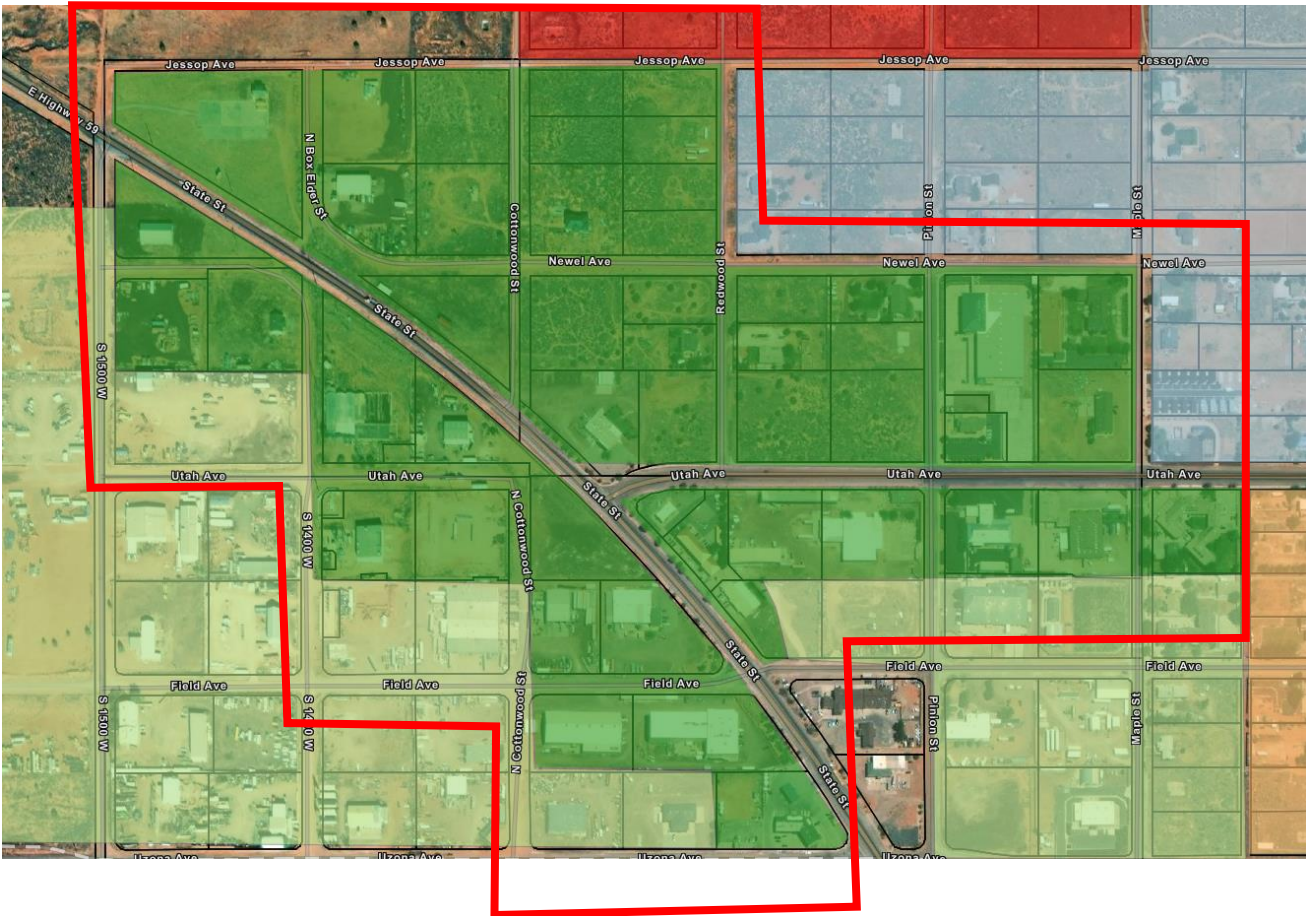 Jessop Ave
Jessop Ave
Jessop Ave
Jessop Ave
Jessop Ave
E Highway 59
N Box Elder St
State St
Cottonwood St
Pinon St
Maple St
Redwood St
Newel Ave
Newel Ave
Newel Ave
State St
S 1500 W
Utah Ave
Utah Ave
Utah Ave
Utah Ave
Utah Ave
State St
S 1400 W
N Cottonwood St
State St
Field Ave
Field Ave
Field Ave
Field Ave
Field Ave
S 1500 W
S 1400 W
N Cottonwood St
Pinion St
Maple St
State St
Uzona Ave
Uzona Ave
Uzona Ave
Uzona Ave